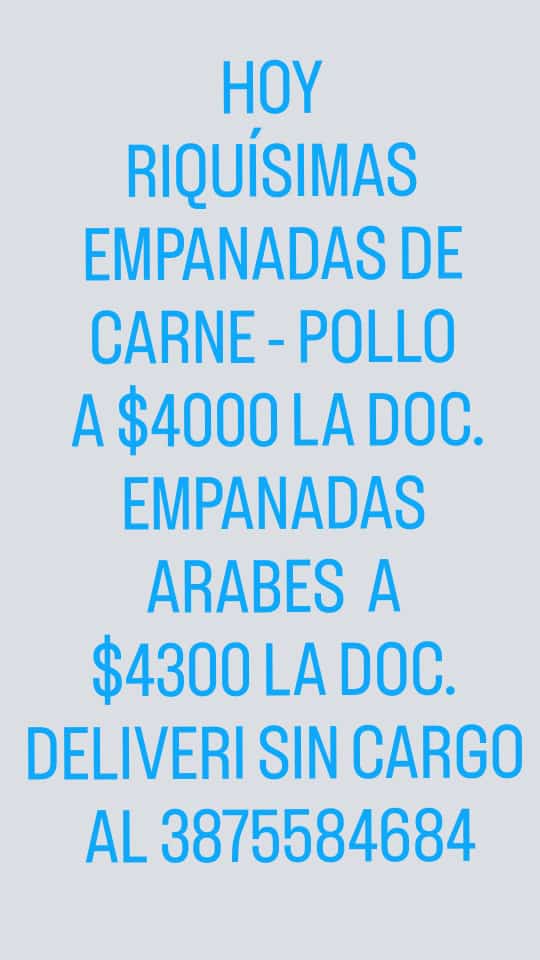 HOY
RIQUÍSIMAS
EMPANADAS DE
CARNE - POLLO
A $4000 LA DOC.
EMPANADAS
ARABES A
$4300 LA DOC.
DELIVERI SIN CARGO
AL 3875584684